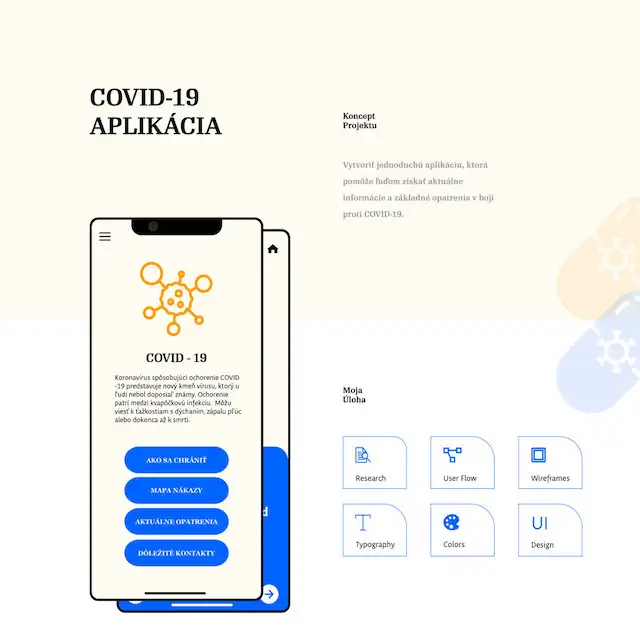 COVID-19
APLIKÁCIA
Koncept
Projektu
Vytvoriť jednoduchú aplikáciu, ktorá
pomôže ľuďom získať aktuálne
informácie a základné opatrenia v boji
proti COVID-19.
COVID - 19
Koronavírus spôsobujúci ochorenie COVID
-19 predstavuje nový kmeň vírusu, ktorý u
ľudí nebol doposiaľ známy. Ochorenie
patrí medzi kvapôčkovú infekciu. Môžu
viesť k ťažkostiam s dýchaním, zápalu pľúc
alebo dokonca až k smrti.
AKO SA CHRÁNIŤ
MAPA NÁKAZY
AKTUÁLNE OPATRENIA
DÔLEŽITÉ KONTAKTY
d
Moja
Úloha
Research
User Flow
Wireframes
Typography
Colors
UI
Design